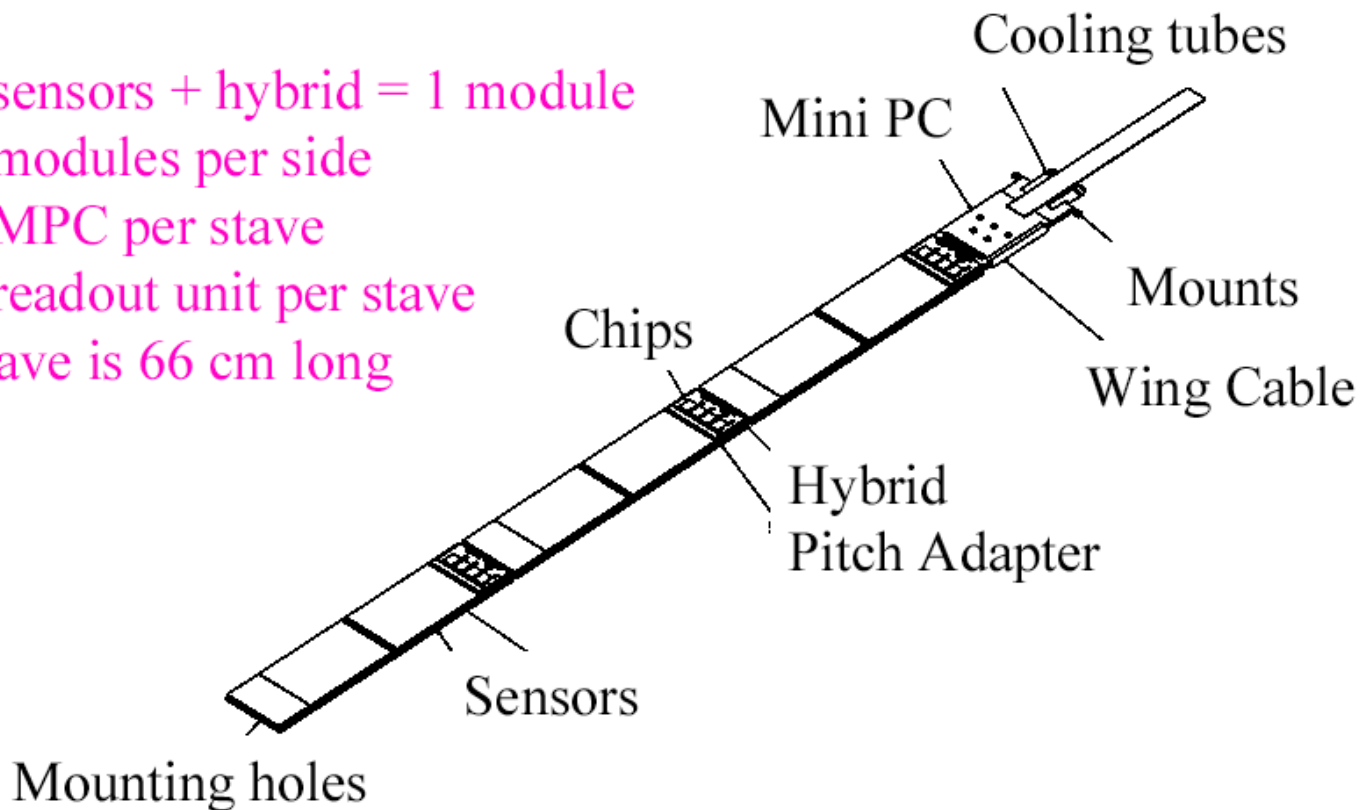 Cooling tubes
sensors + hybrid = 1 module
Mini PC
modules per side
MPC per stave
readout unit per stave
Mounts
Chips
ave is 66 cm long
Wing Cable
Hybrid
Pitch Adapter
Sensors
Mounting holes